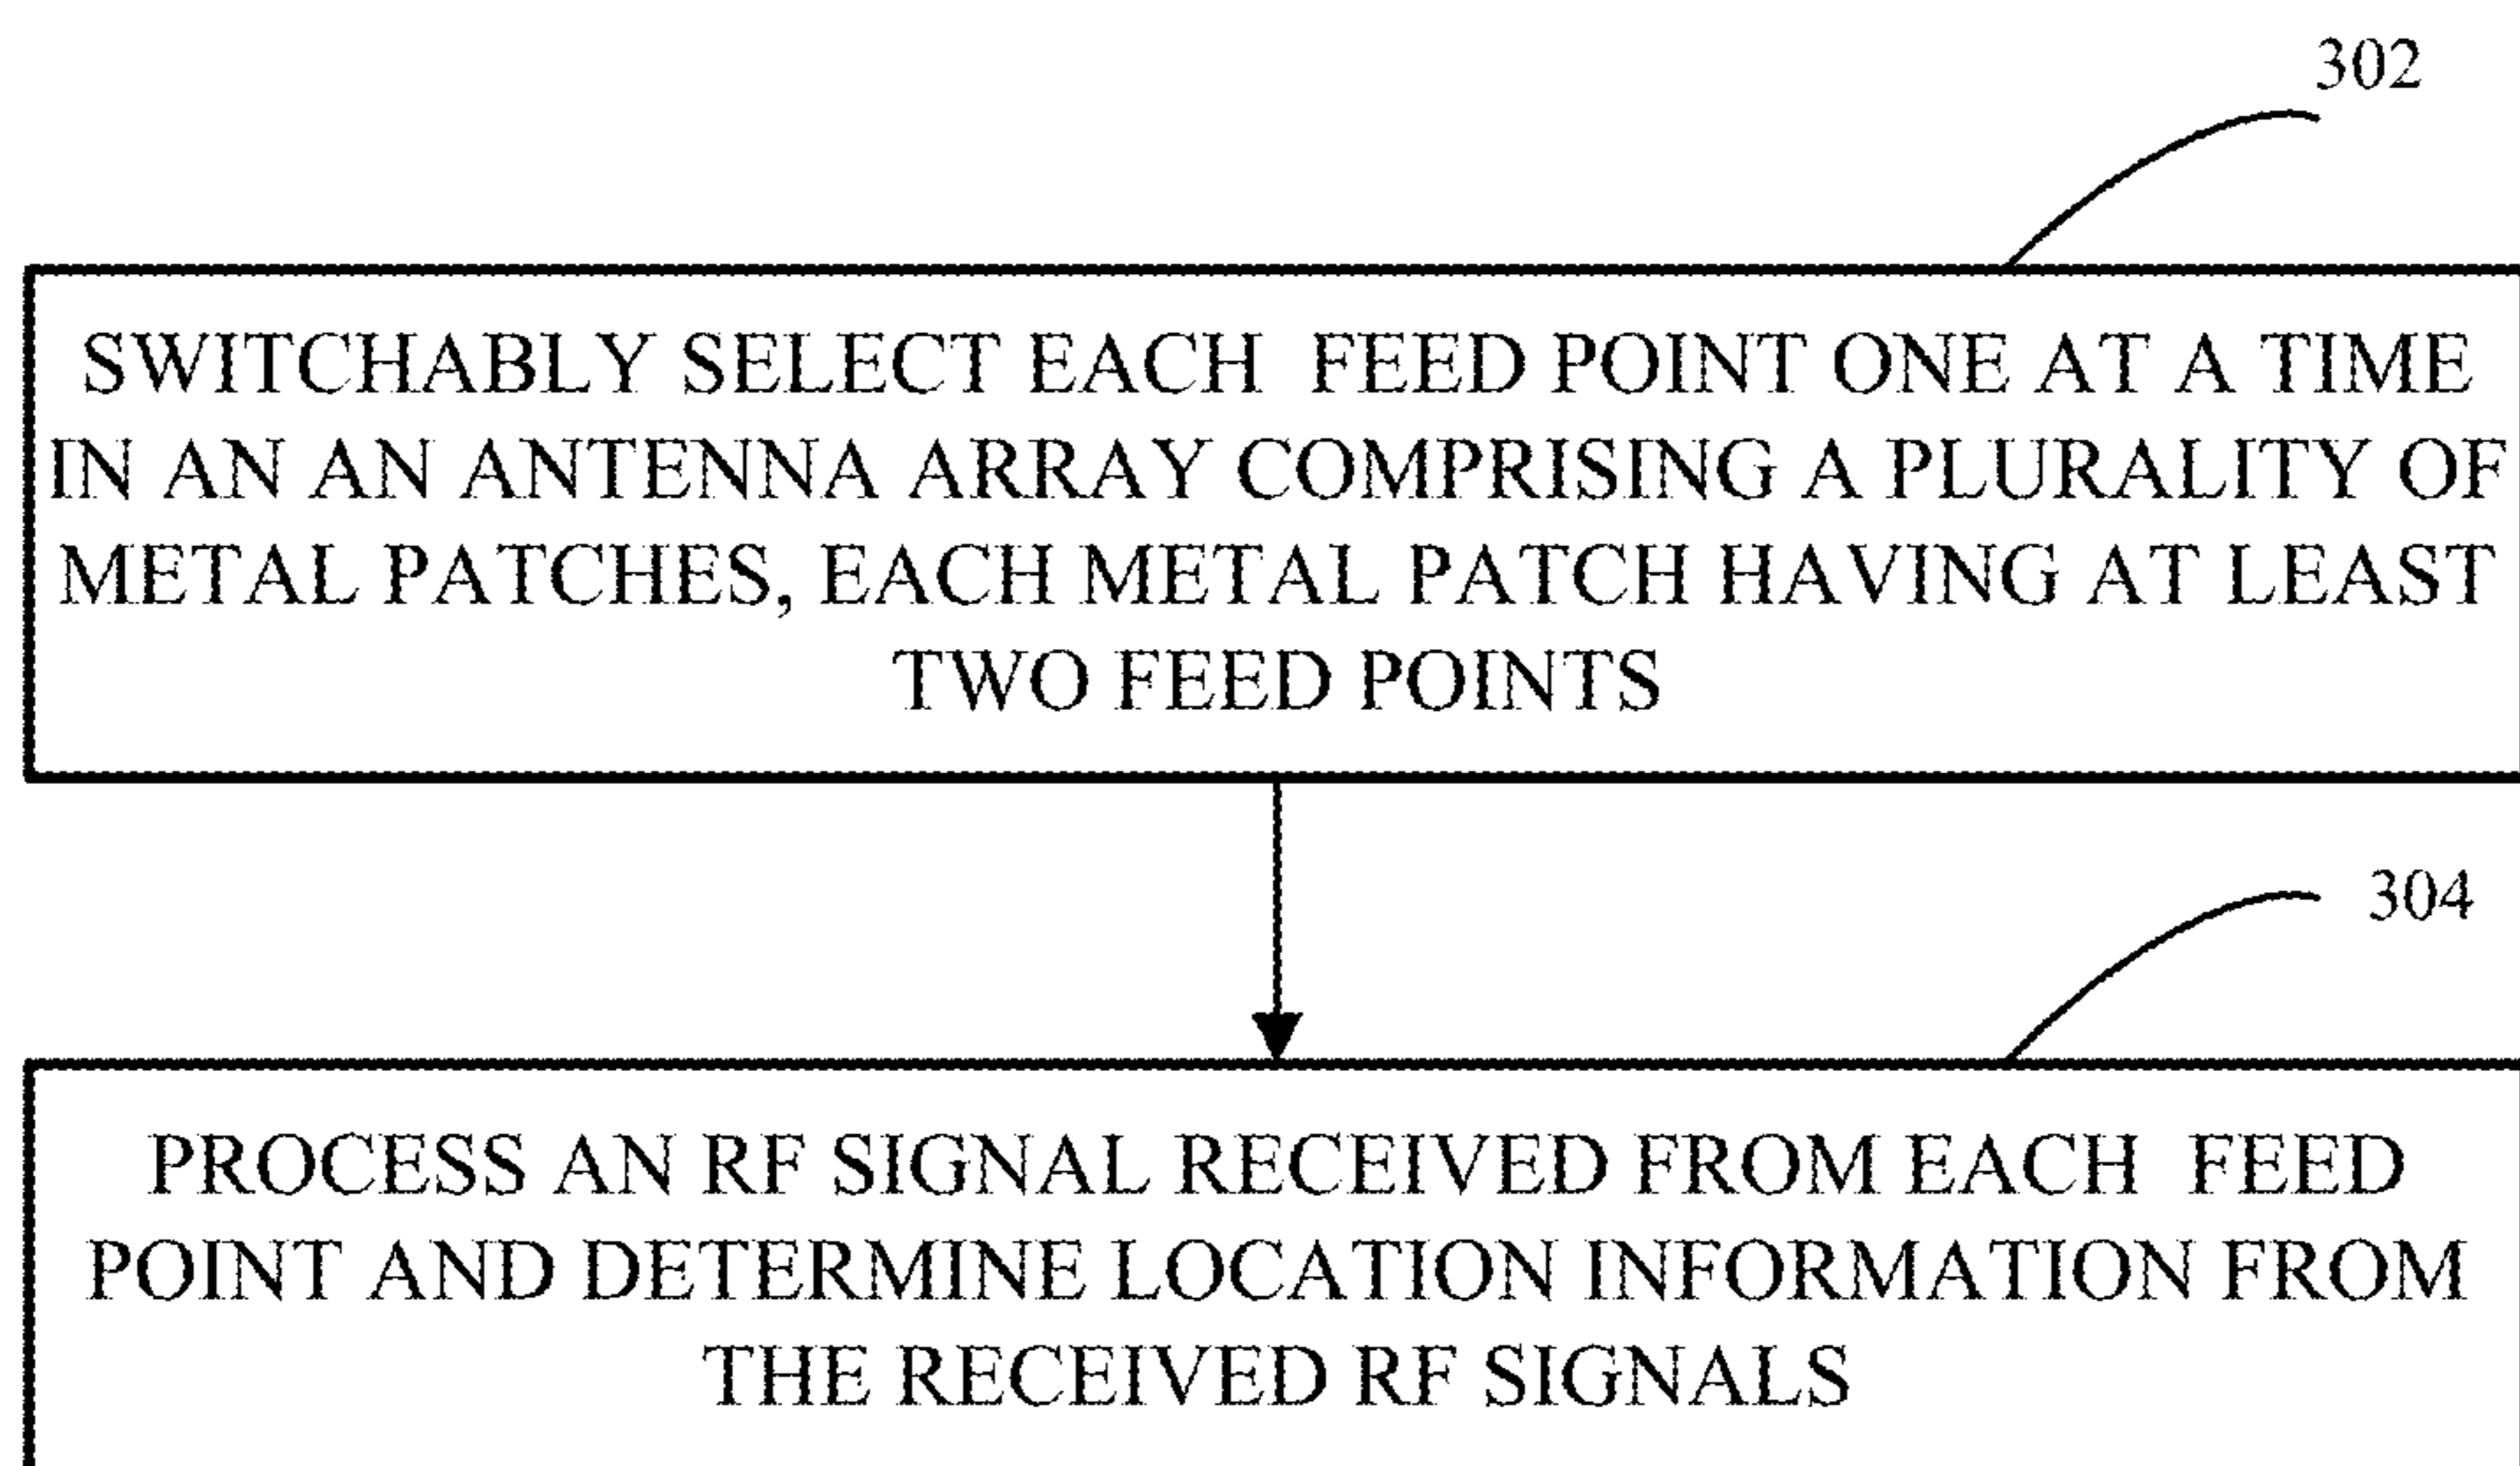 302
SWITCHABLY SELECT EACH FEED POINT ONE AT A TIME
IN AN AN ANTENNA ARRAY COMPRISING A PLURALITY OF
METAL PATCHES, EACH METAL PATCH HAVING AT LEAST
TWO FEED POINTS
304
PROCESS AN RF SIGNAL RECEIVED FROM EACH FEED
POINT AND DETERMINE LOCATION INFORMATION FROM
THE RECEIVED RF SIGNALS